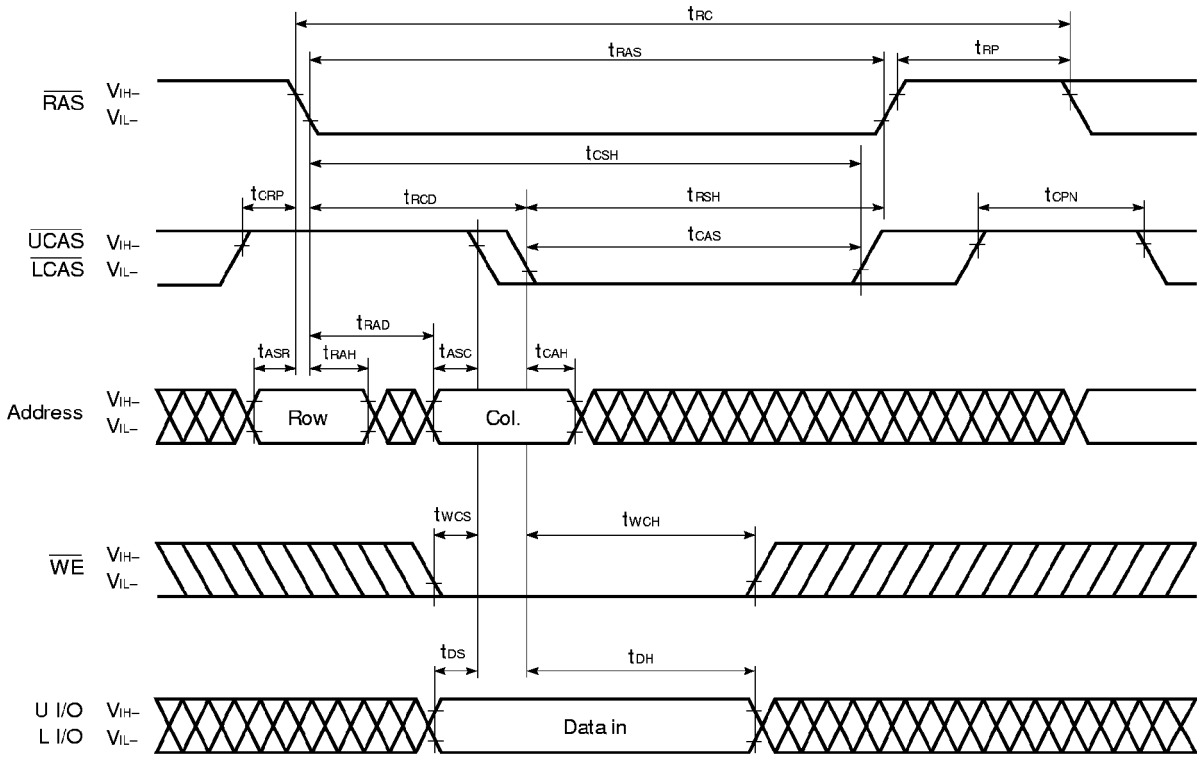 tRC
tRAS
tRP
RAS VIH–
VIL–
tCSH
tCRP
tRCD
tRSH
tCPN
UCAS VIH–
tCAS
LCAS VIL–
tRAD
tASR
tRAH
tASC
tCAH
Address VIH–
VIL–
Row
Col.
tWCS
tWCH
WE VIH–
VIL–
tDS
tDH
U I/O VIH–
L I/O VIL–
Data in